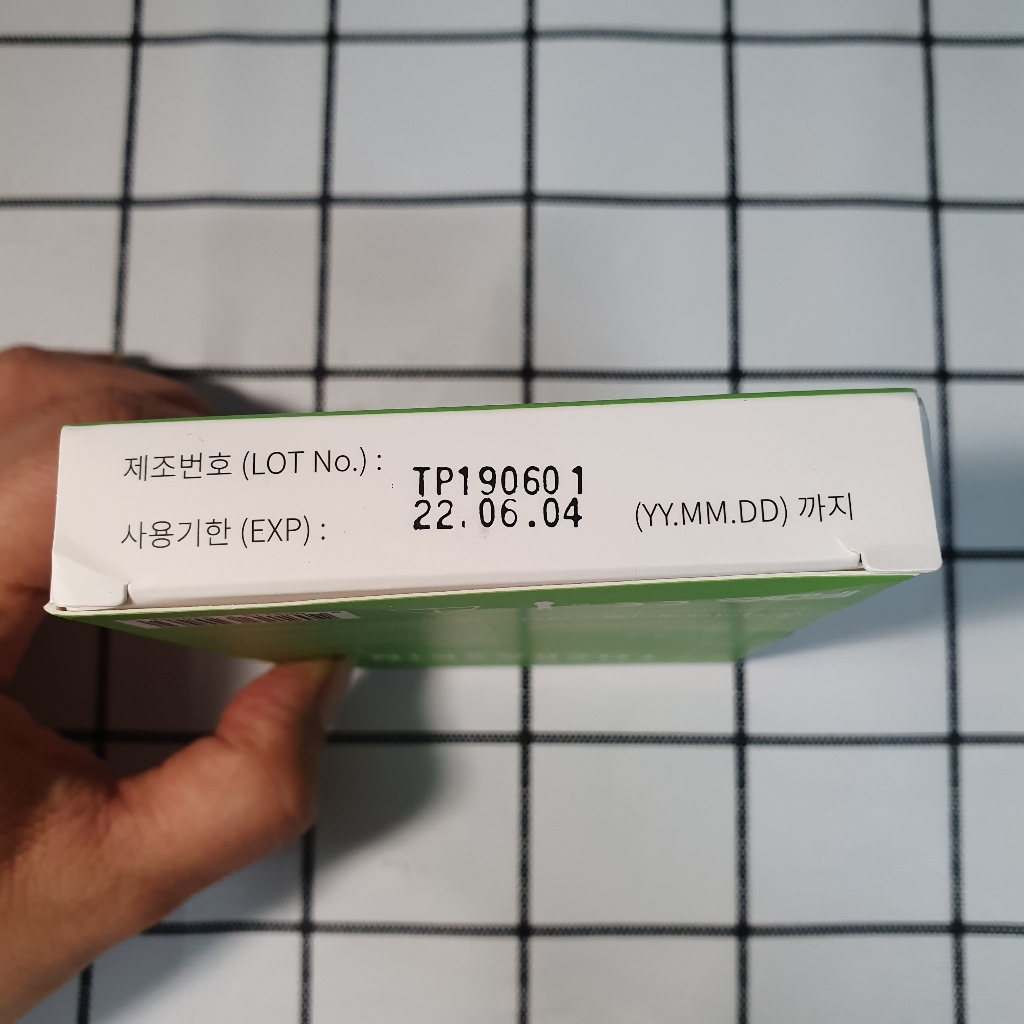 제조번호 (LOT No.) : TP190601
사용기한 (EXP) : 22.06.04 (YY.MM.DD) 까지